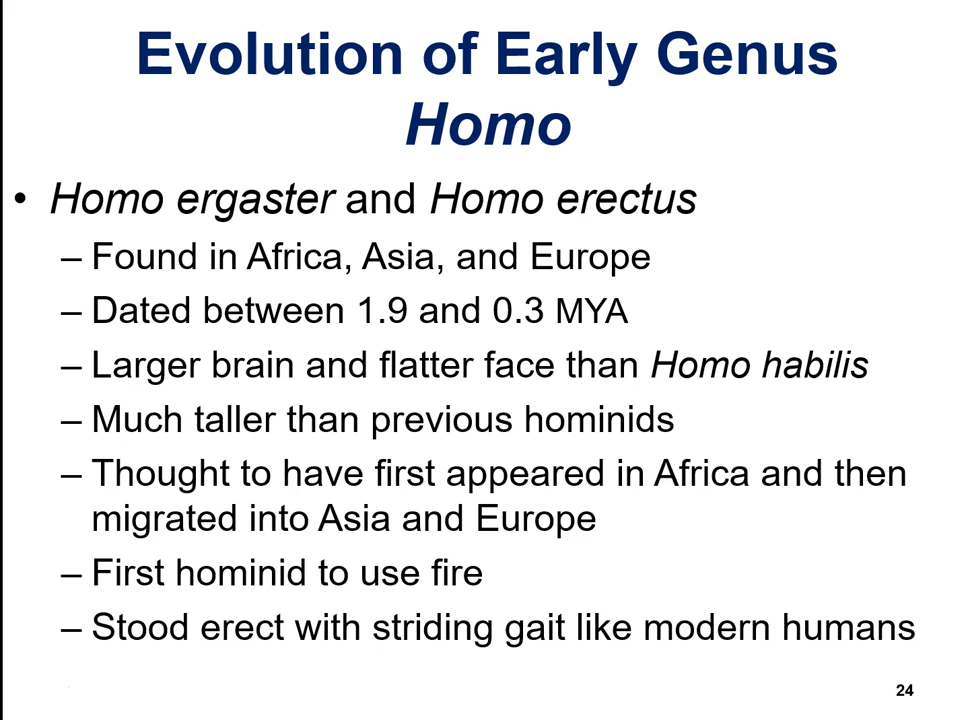 Evolution of Early Genus
Homo
• Homo ergaster and Homo erectus
– Found in Africa, Asia, and Europe
– Dated between 1.9 and 0.3 MYA
– Larger brain and flatter face than Homo habilis
– Much taller than previous hominids
– Thought to have first appeared in Africa and then
migrated into Asia and Europe
– First hominid to use fire
– Stood erect with striding gait like modern humans
24